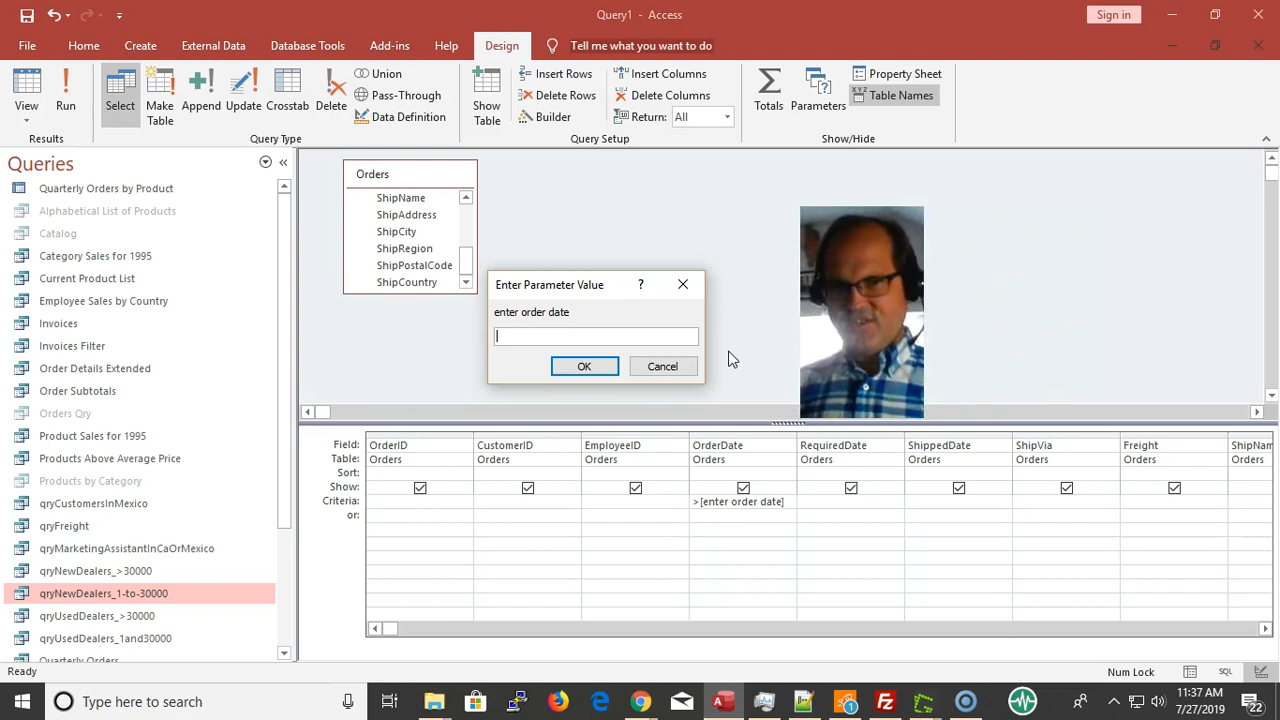 Query1 - Access
Sign in
File Home Create External Data Database Tools Add-ins Help Design Tell me what you want to do
View
Run
Select
Make Table
Append
Update
Crosstab
Delete
Union
Pass-Through
Data Definition
Show Table
Insert Rows
Delete Rows
Builder
Insert Columns
Delete Columns
Return: All
Totals
Parameters
Property Sheet
XYZ Table Names
Results
Query Type
Query Setup
Show/Hide
Queries
Quarterly Orders by Product
Alphabetical List of Products
Catalog
Category Sales for 1995
Current Product List
Employee Sales by Country
Invoices
Invoices Filter
Order Details Extended
Order Subtotals
Orders Qry
Product Sales for 1995
Products Above Average Price
Products by Category
qryCustomersInMexico
qryFreight
qryMarketingAssistantInCaOrMexico
qryNewDealers_>30000
qryNewDealers_1-to-30000
qryUsedDealers_>30000
qryUsedDealers_1and30000
Quarterly Orders
Orders
ShipName
ShipAddress
ShipCity
ShipRegion
ShipPostalCode
ShipCountry
Enter Parameter Value ?
enter order date
OK Cancel
Field: OrderID CustomerID EmployeeID OrderDate RequiredDate ShippedDate ShipVia Freight ShipNam
Table: Orders Orders Orders Orders Orders Orders Orders Orders Orders
Sort:
Show:
Criteria: >[enter order date]
or:
Ready
Num Lock
SQL
Type here to search
11:37 AM
7/27/2019
22